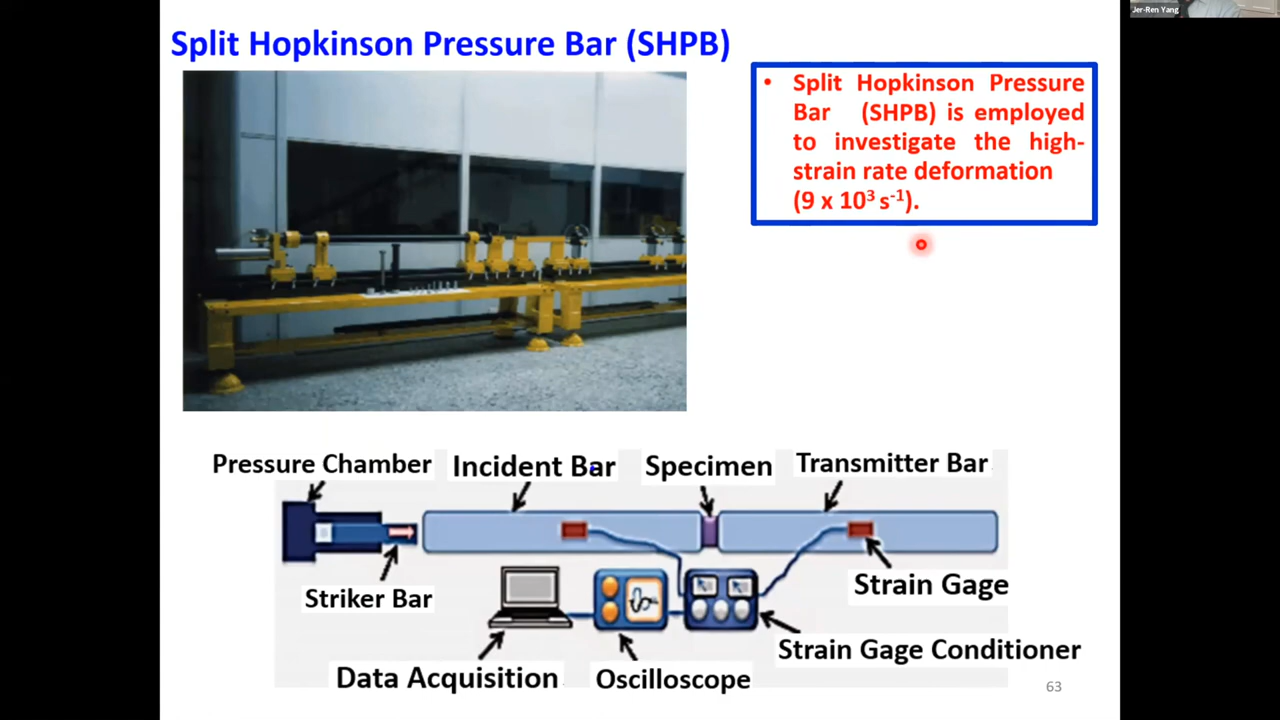 Jer-Ren Yang
Split Hopkinson Pressure Bar (SHPB)
• Split Hopkinson Pressure
Bar (SHPB) is employed
to investigate the high-
strain rate deformation
(9 x 10³ s⁻¹).
Pressure Chamber
Incident Bar
Specimen
Transmitter Bar
Striker Bar
Strain Gage
Strain Gage Conditioner
Data Acquisition
Oscilloscope
63